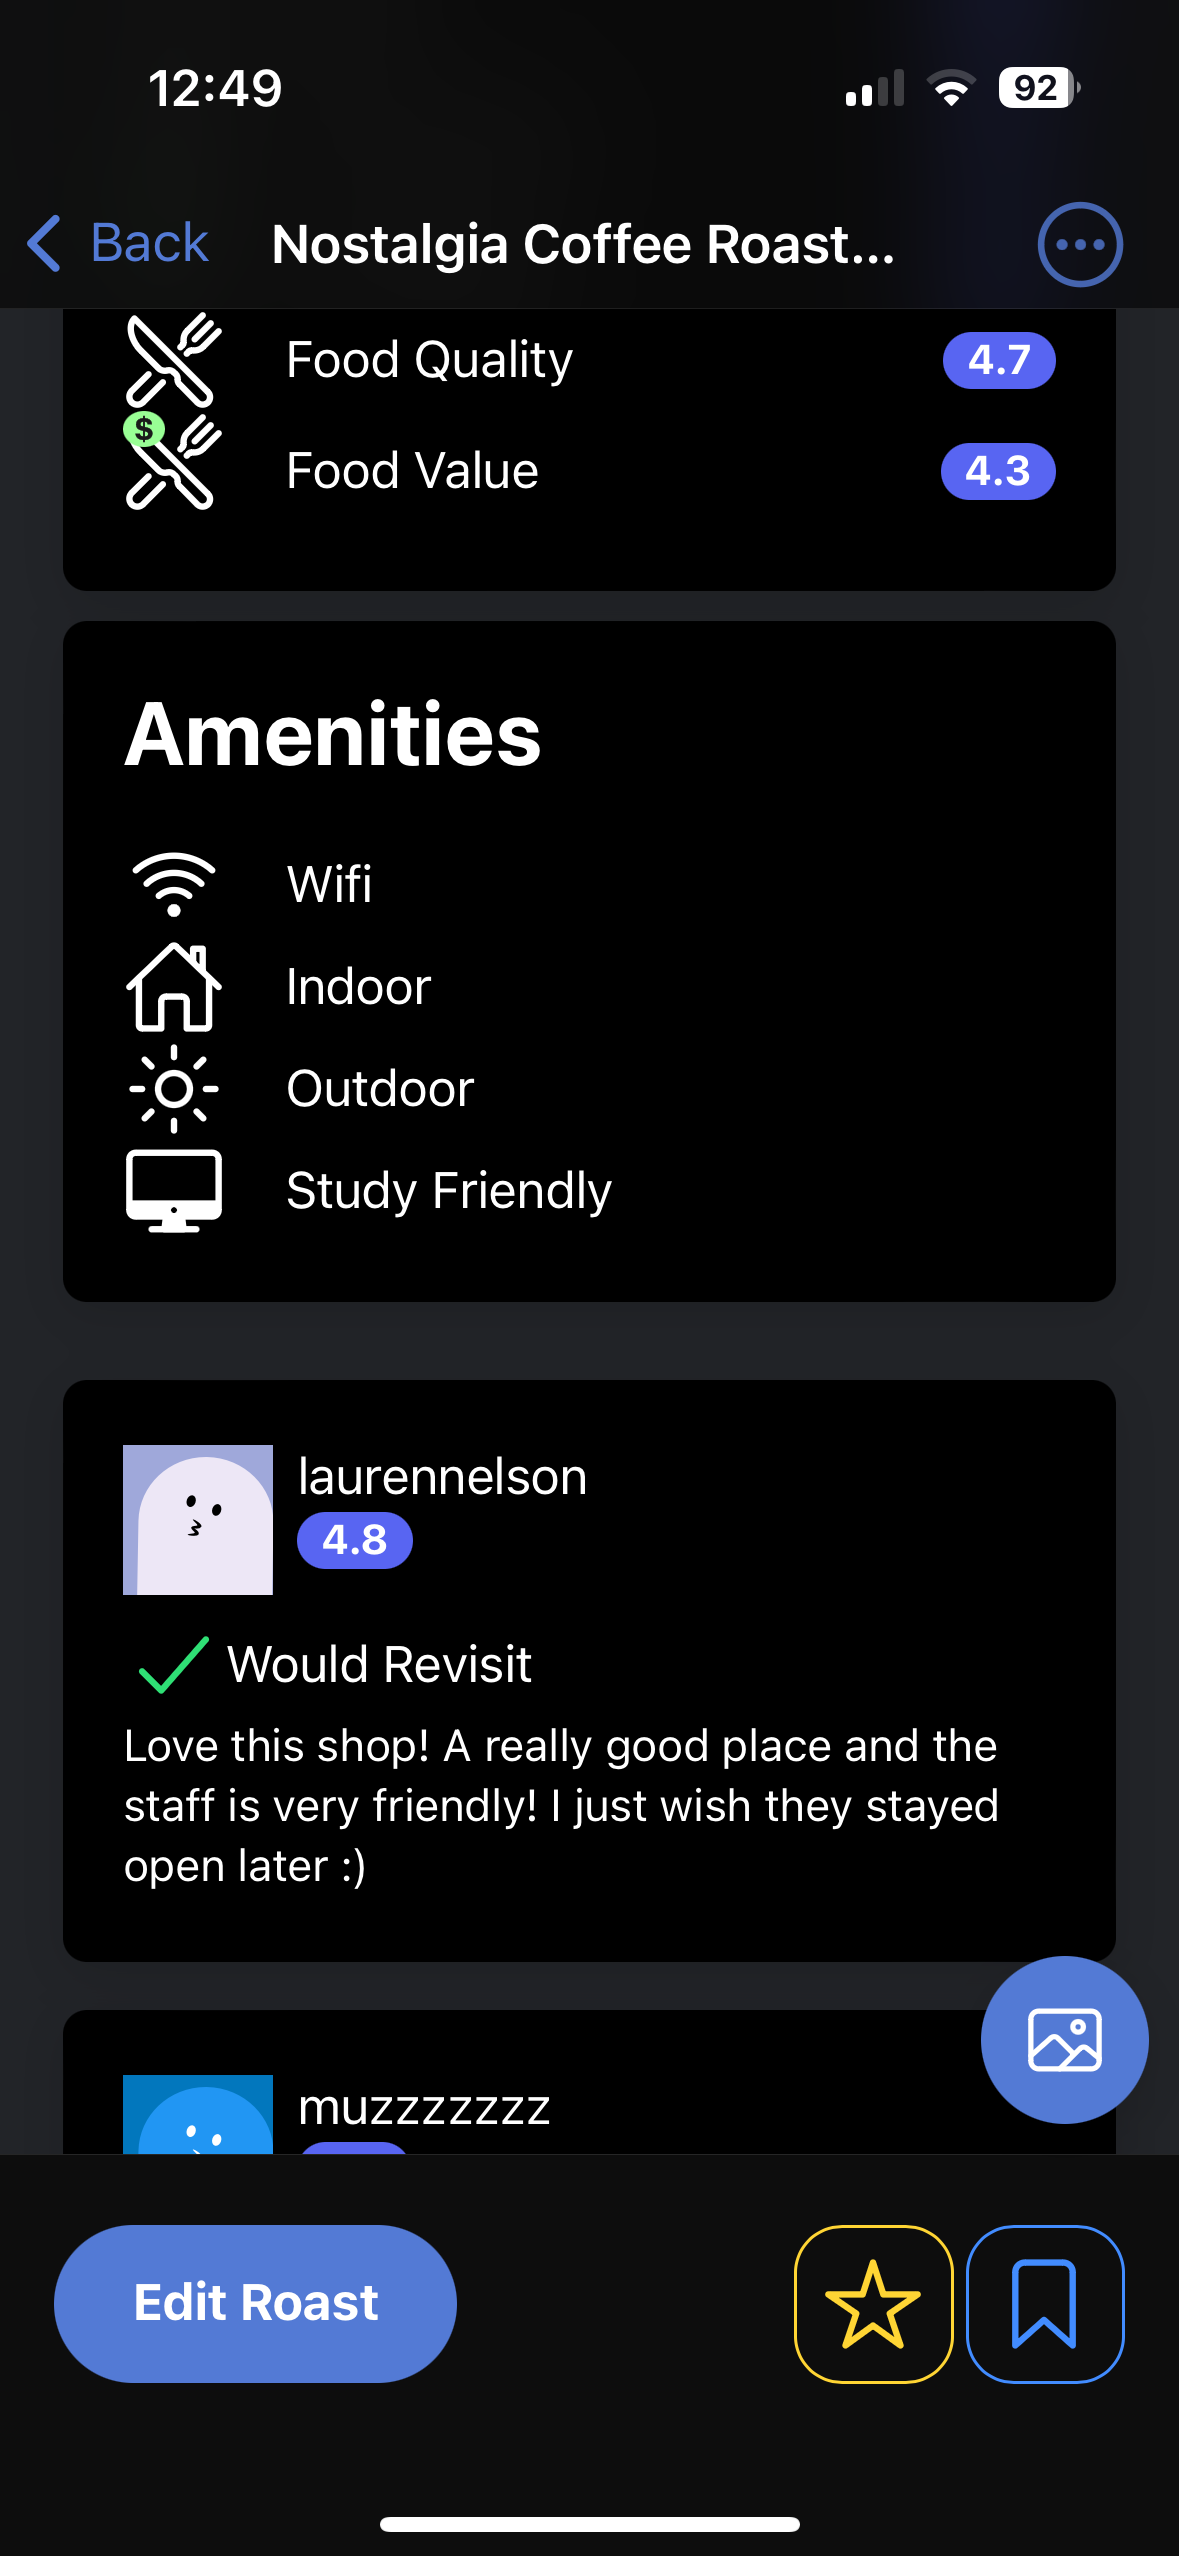 12:49
92
Back
Nostalgia Coffee Roast...
Food Quality
4.7
$
Food Value
4.3
Amenities
Wifi
Indoor
Outdoor
Study Friendly
laurennelson
4.8
Would Revisit
Love this shop! A really good place and the
staff is very friendly! I just wish they stayed
open later :)
muzzzzzzz
Edit Roast